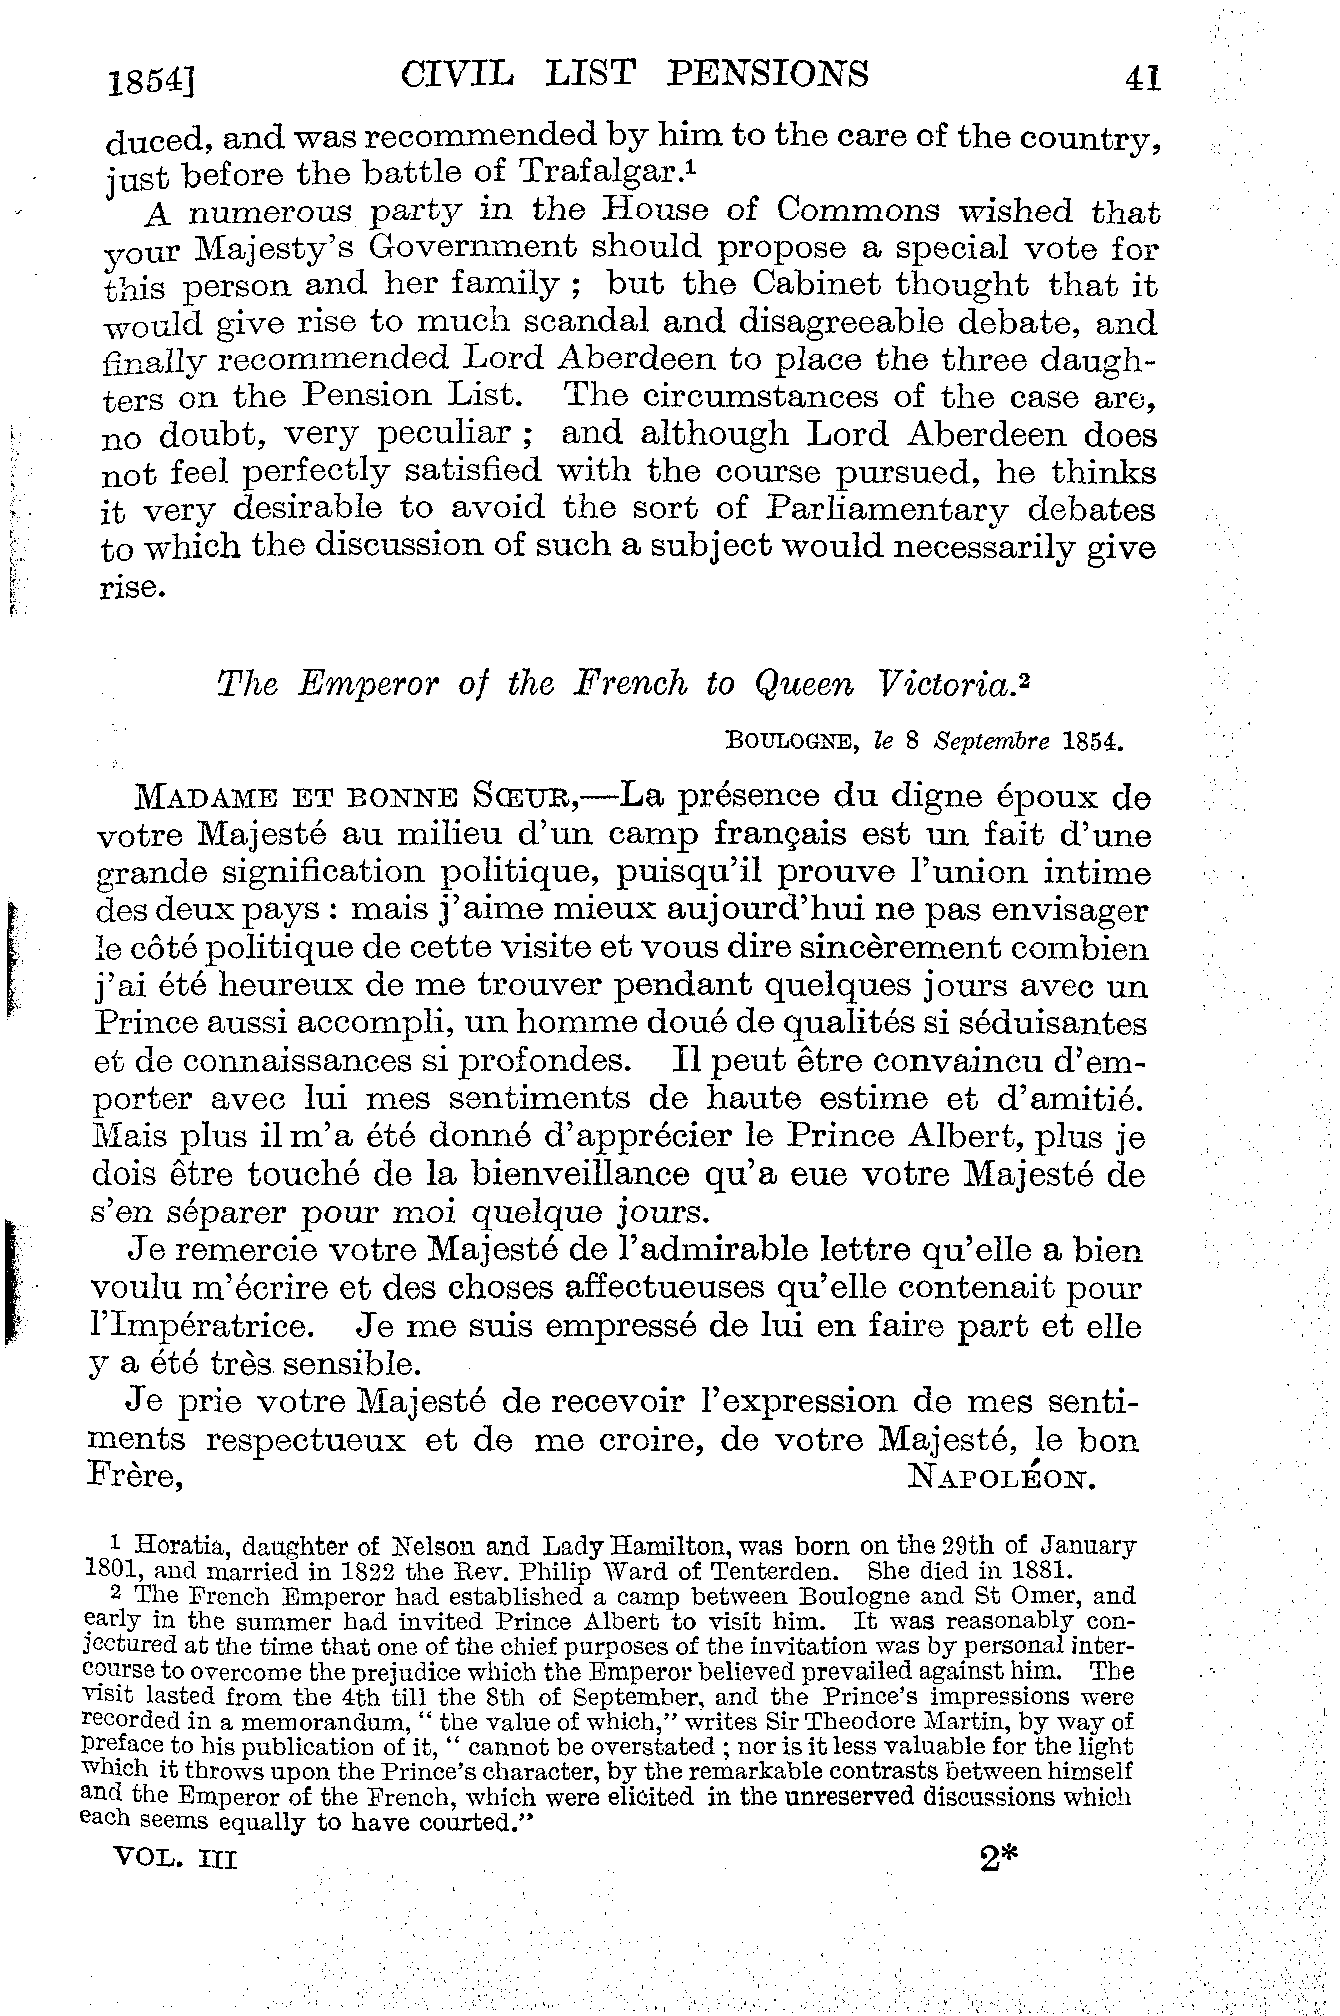 1854] CIVIL LIST PENSIONS 41
duced, and was recommended by him to the care of the country,
just before the battle of Trafalgar.¹
A numerous party in the House of Commons wished that
your Majesty's Government should propose a special vote for
this person and her family ; but the Cabinet thought that it
would give rise to much scandal and disagreeable debate, and
finally recommended Lord Aberdeen to place the three daugh-
ters on the Pension List. The circumstances of the case are,
no doubt, very peculiar ; and although Lord Aberdeen does
not feel perfectly satisfied with the course pursued, he thinks
it very desirable to avoid the sort of Parliamentary debates
to which the discussion of such a subject would necessarily give
rise.
The Emperor of the French to Queen Victoria.²
BOULOGNE, le 8 Septembre 1854.
MADAME ET BONNE SŒUR,—La présence du digne époux de
votre Majesté au milieu d'un camp français est un fait d'une
grande signification politique, puisqu'il prouve l'union intime
des deux pays : mais j'aime mieux aujourd'hui ne pas envisager
le côté politique de cette visite et vous dire sincèrement combien
j'ai été heureux de me trouver pendant quelques jours avec un
Prince aussi accompli, un homme doué de qualités si séduisantes
et de connaissances si profondes. Il peut être convaincu d'em-
porter avec lui mes sentiments de haute estime et d'amitié.
Mais plus il m'a été donné d'apprécier le Prince Albert, plus je
dois être touché de la bienveillance qu'a eue votre Majesté de
s'en séparer pour moi quelque jours.
Je remercie votre Majesté de l'admirable lettre qu'elle a bien
voulu m'écrire et des choses affectueuses qu'elle contenait pour
l'Impératrice. Je me suis empressé de lui en faire part et elle
y a été très sensible.
Je prie votre Majesté de recevoir l'expression de mes senti-
ments respectueux et de me croire, de votre Majesté, le bon
Frère, NAPOLÉON.
1 Horatia, daughter of Nelson and Lady Hamilton, was born on the 29th of January
1801, and married in 1822 the Rev. Philip Ward of Tenterden. She died in 1881.
2 The French Emperor had established a camp between Boulogne and St Omer, and
early in the summer had invited Prince Albert to visit him. It was reasonably con-
jectured at the time that one of the chief purposes of the invitation was by personal inter-
course to overcome the prejudice which the Emperor believed prevailed against him. The
visit lasted from the 4th till the 8th of September, and the Prince's impressions were
recorded in a memorandum, " the value of which," writes Sir Theodore Martin, by way of
preface to his publication of it, " cannot be overstated ; nor is it less valuable for the light
which it throws upon the Prince's character, by the remarkable contrasts between himself
and the Emperor of the French, which were elicited in the unreserved discussions which
each seems equally to have courted."
VOL. III 2*